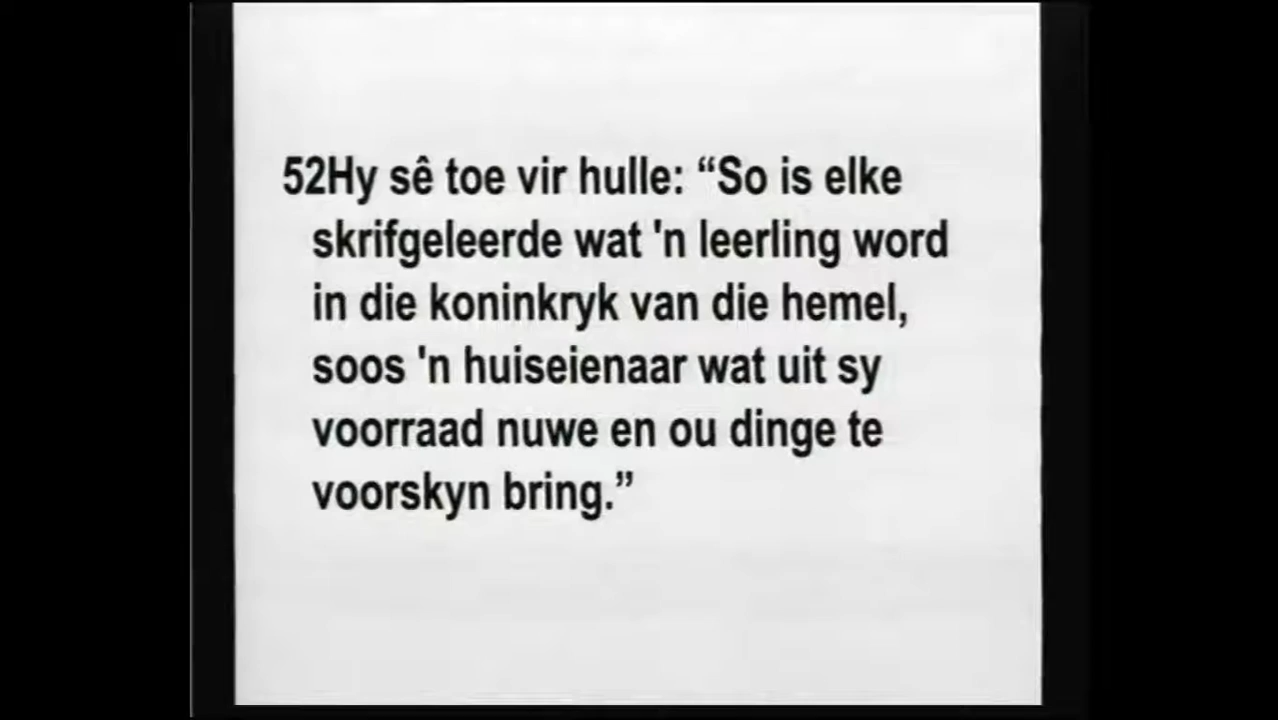 52Hy sê toe vir hulle: “So is elke
skrifgeleerde wat 'n leerling word
in die koninkryk van die hemel,
soos 'n huiseienaar wat uit sy
voorraad nuwe en ou dinge te
voorskyn bring.”